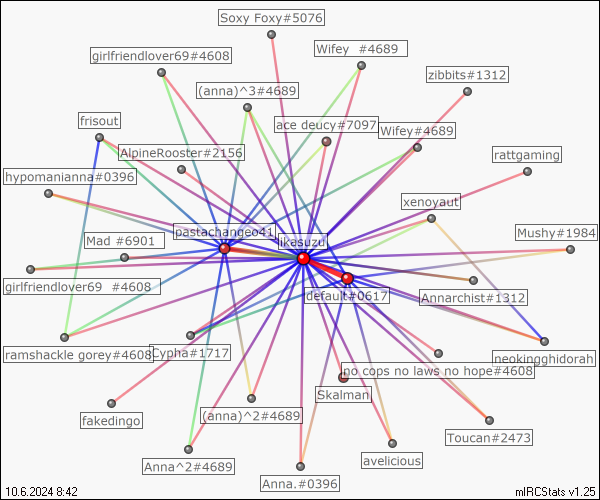 Soxy Foxy#5076
girlfriendlover69#4608
Wifey #4689
zibbits#1312
(anna)^3#4689
frisout
ace deucy#7097
Wifey#4689
AlpineRooster#2156
rattgaming
hypomanianna#0396
xenoyaut
pastachangeo41
Mushy#1984
Mad #6901
likesuzu
girlfriendlover69 #4608
default#0617
Annarchist#1312
ramshackle gorey#4608
Cypha#1717
neokingghidorah
no cops no laws no hope#4608
Skalman
fakedingo
(anna)^2#4689
Toucan#2473
Anna^2#4689
avelicious
Anna.#0396
10.6.2024 8:42
mIRCStats v1.25